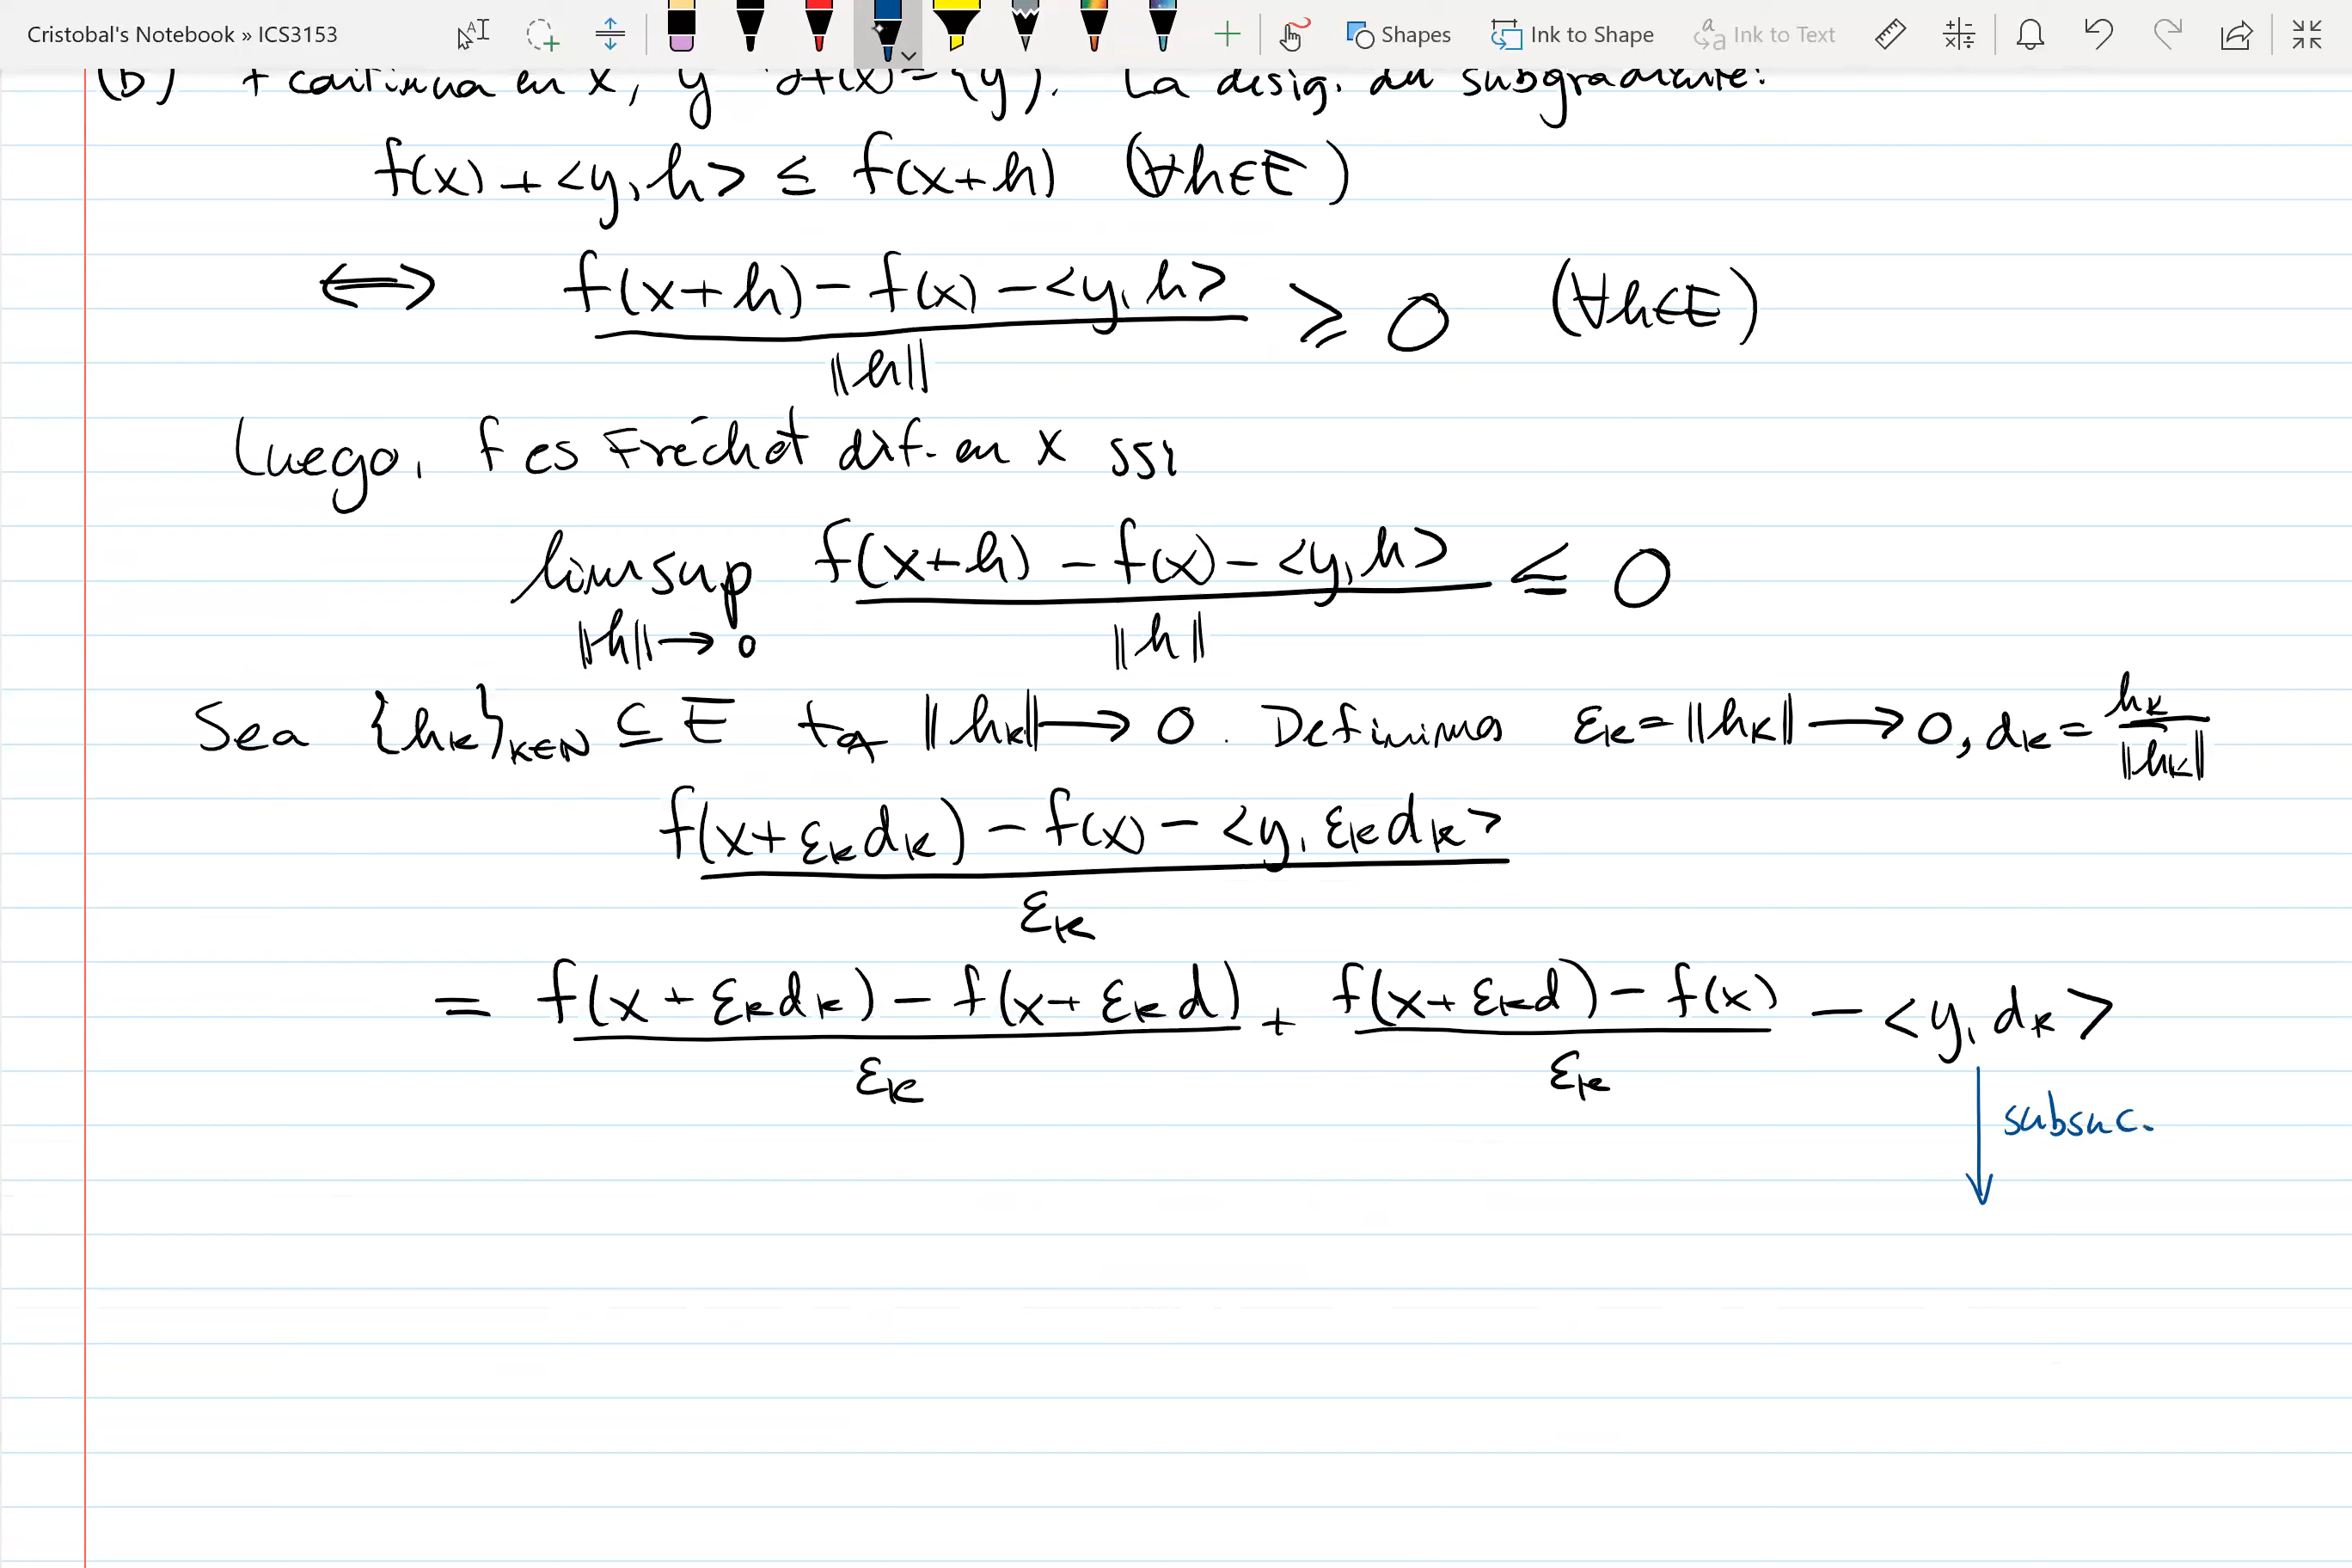 Cristobal's Notebook » ICS3153
Shapes Ink to Shape Ink to Text
(b) f continua en x, y ∂f(x)={y}. La desig. del subgradiente:
f(x) + <y, h> ≤ f(x+h) (∀h∈E)
⟺ f(x+h) - f(x) - <y, h> / ||h|| ≥ 0 (∀h∈E)
Luego, f es Fréchet dif. en x ssi
limsup ||h||→0 f(x+h) - f(x) - <y, h> / ||h|| ≤ 0
Sea {hk}k∈N ⊆ E tq ||hk|| → 0. Definimos εk = ||hk|| → 0, dk = hk / ||hk||
f(x+εkdk) - f(x) - <y, εkdk> / εk
= f(x + εkdk) - f(x + εkd) / εk + f(x+εkd) - f(x) / εk - <y, dk>
subsuc.